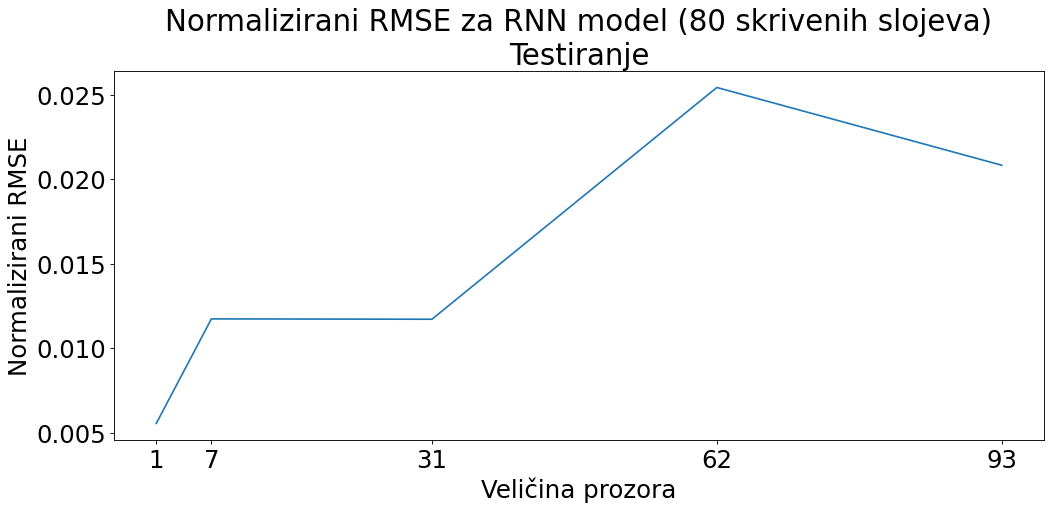 Normalizirani RMSE za RNN model (80 skrivenih slojeva)
Testiranje
Normalizirani RMSE
0.025
0.020
0.015
0.010
0.005
1 7 31 62 93
Veličina prozora